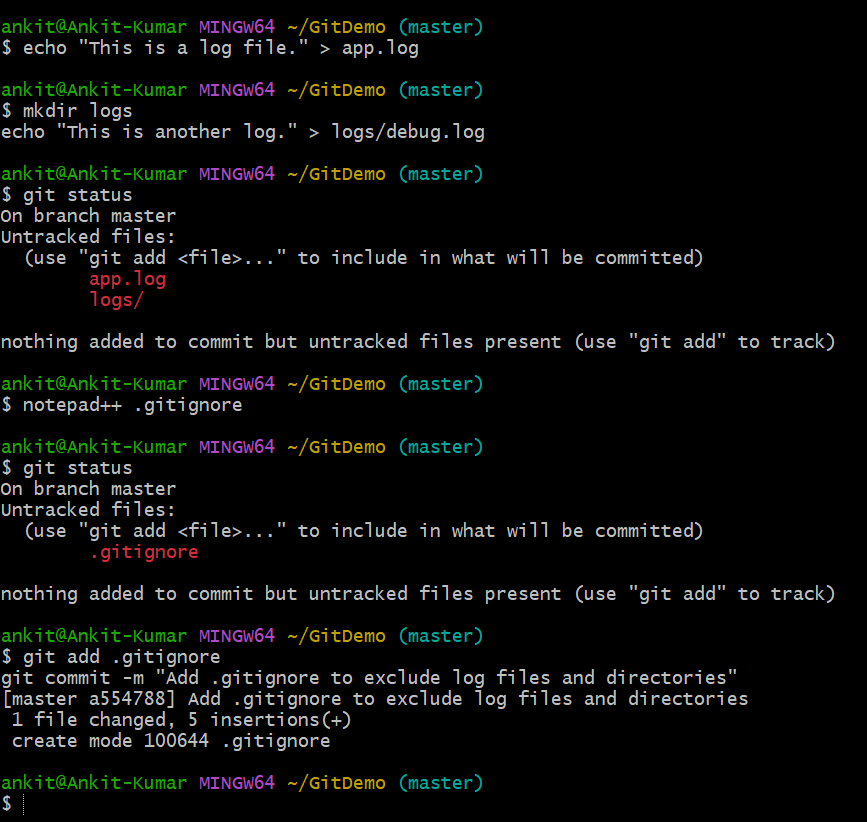 ankit@Ankit-Kumar MINGW64 ~/GitDemo (master)
$ echo "This is a log file." > app.log
ankit@Ankit-Kumar MINGW64 ~/GitDemo (master)
$ mkdir logs
echo "This is another log." > logs/debug.log
ankit@Ankit-Kumar MINGW64 ~/GitDemo (master)
$ git status
On branch master
Untracked files:
  (use "git add <file>..." to include in what will be committed)
        app.log
        logs/
nothing added to commit but untracked files present (use "git add" to track)
ankit@Ankit-Kumar MINGW64 ~/GitDemo (master)
$ notepad++ .gitignore
ankit@Ankit-Kumar MINGW64 ~/GitDemo (master)
$ git status
On branch master
Untracked files:
  (use "git add <file>..." to include in what will be committed)
        .gitignore
nothing added to commit but untracked files present (use "git add" to track)
ankit@Ankit-Kumar MINGW64 ~/GitDemo (master)
$ git add .gitignore
git commit -m "Add .gitignore to exclude log files and directories"
[master a554788] Add .gitignore to exclude log files and directories
 1 file changed, 5 insertions(+)
 create mode 100644 .gitignore
ankit@Ankit-Kumar MINGW64 ~/GitDemo (master)
$